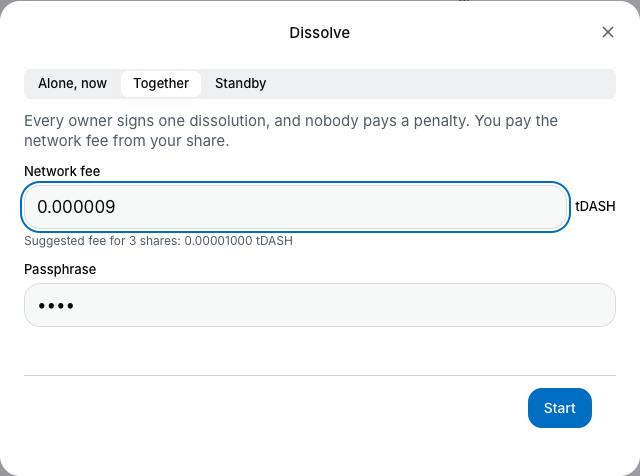 Dissolve
Alone, now
Together
Standby
Every owner signs one dissolution, and nobody pays a penalty. You pay the
network fee from your share.
Network fee
0.000009
tDASH
Suggested fee for 3 shares: 0.00001000 tDASH
Passphrase
••••
Start